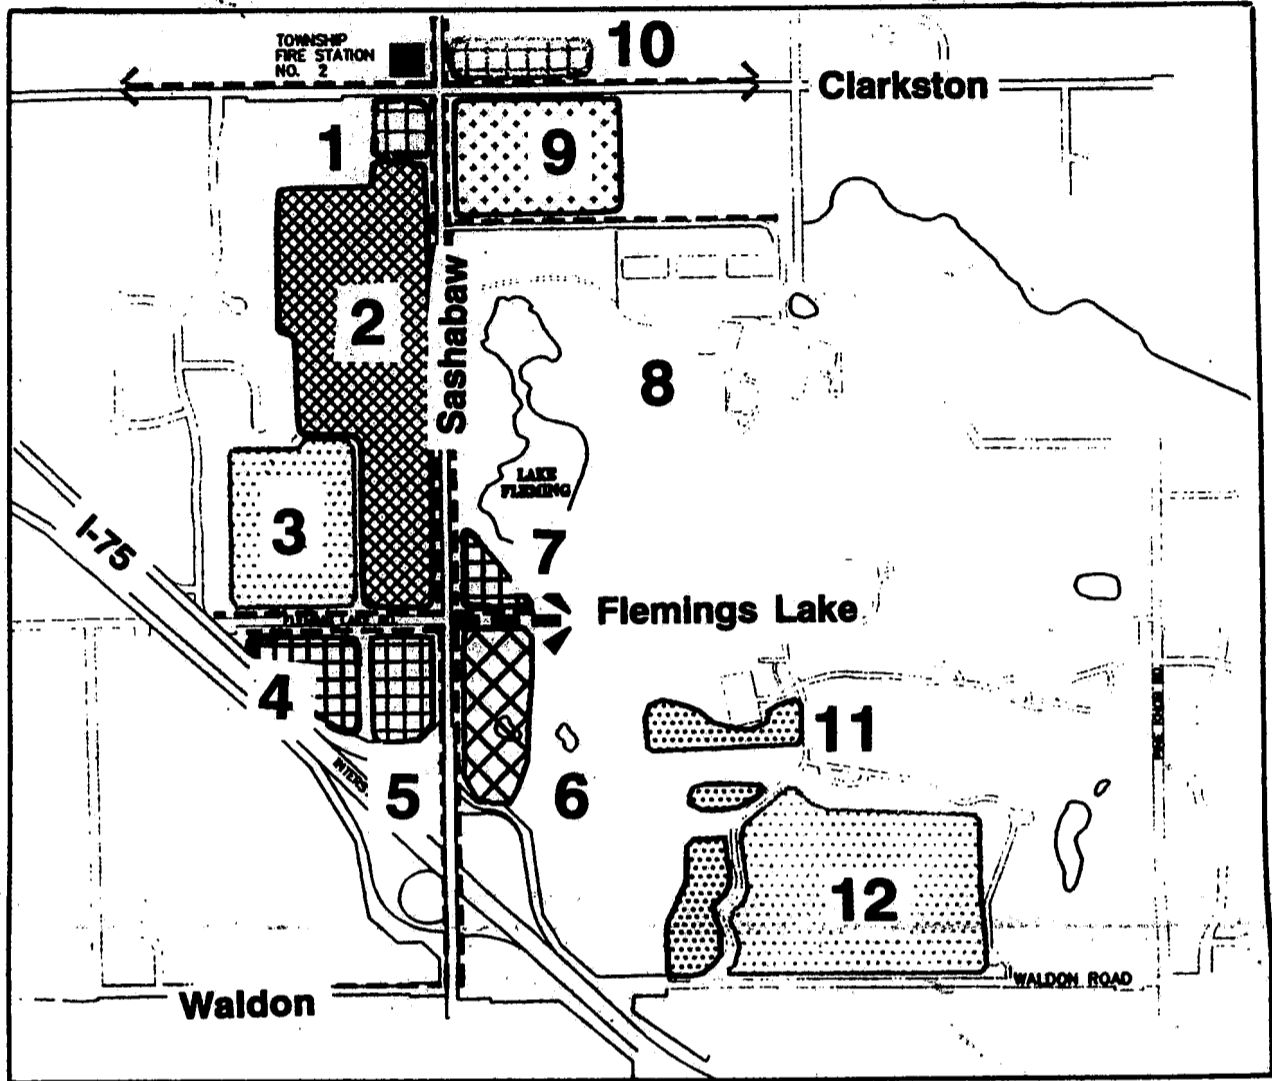 TOWNSHIP
FIRE STATION
NO. 2
10
Clarkston
1
9
2
Sashabaw
8
LAKE
FLEMING
3
I-75
7
Flemings Lake
4
11
5
6
12
WALDON ROAD
Waldon